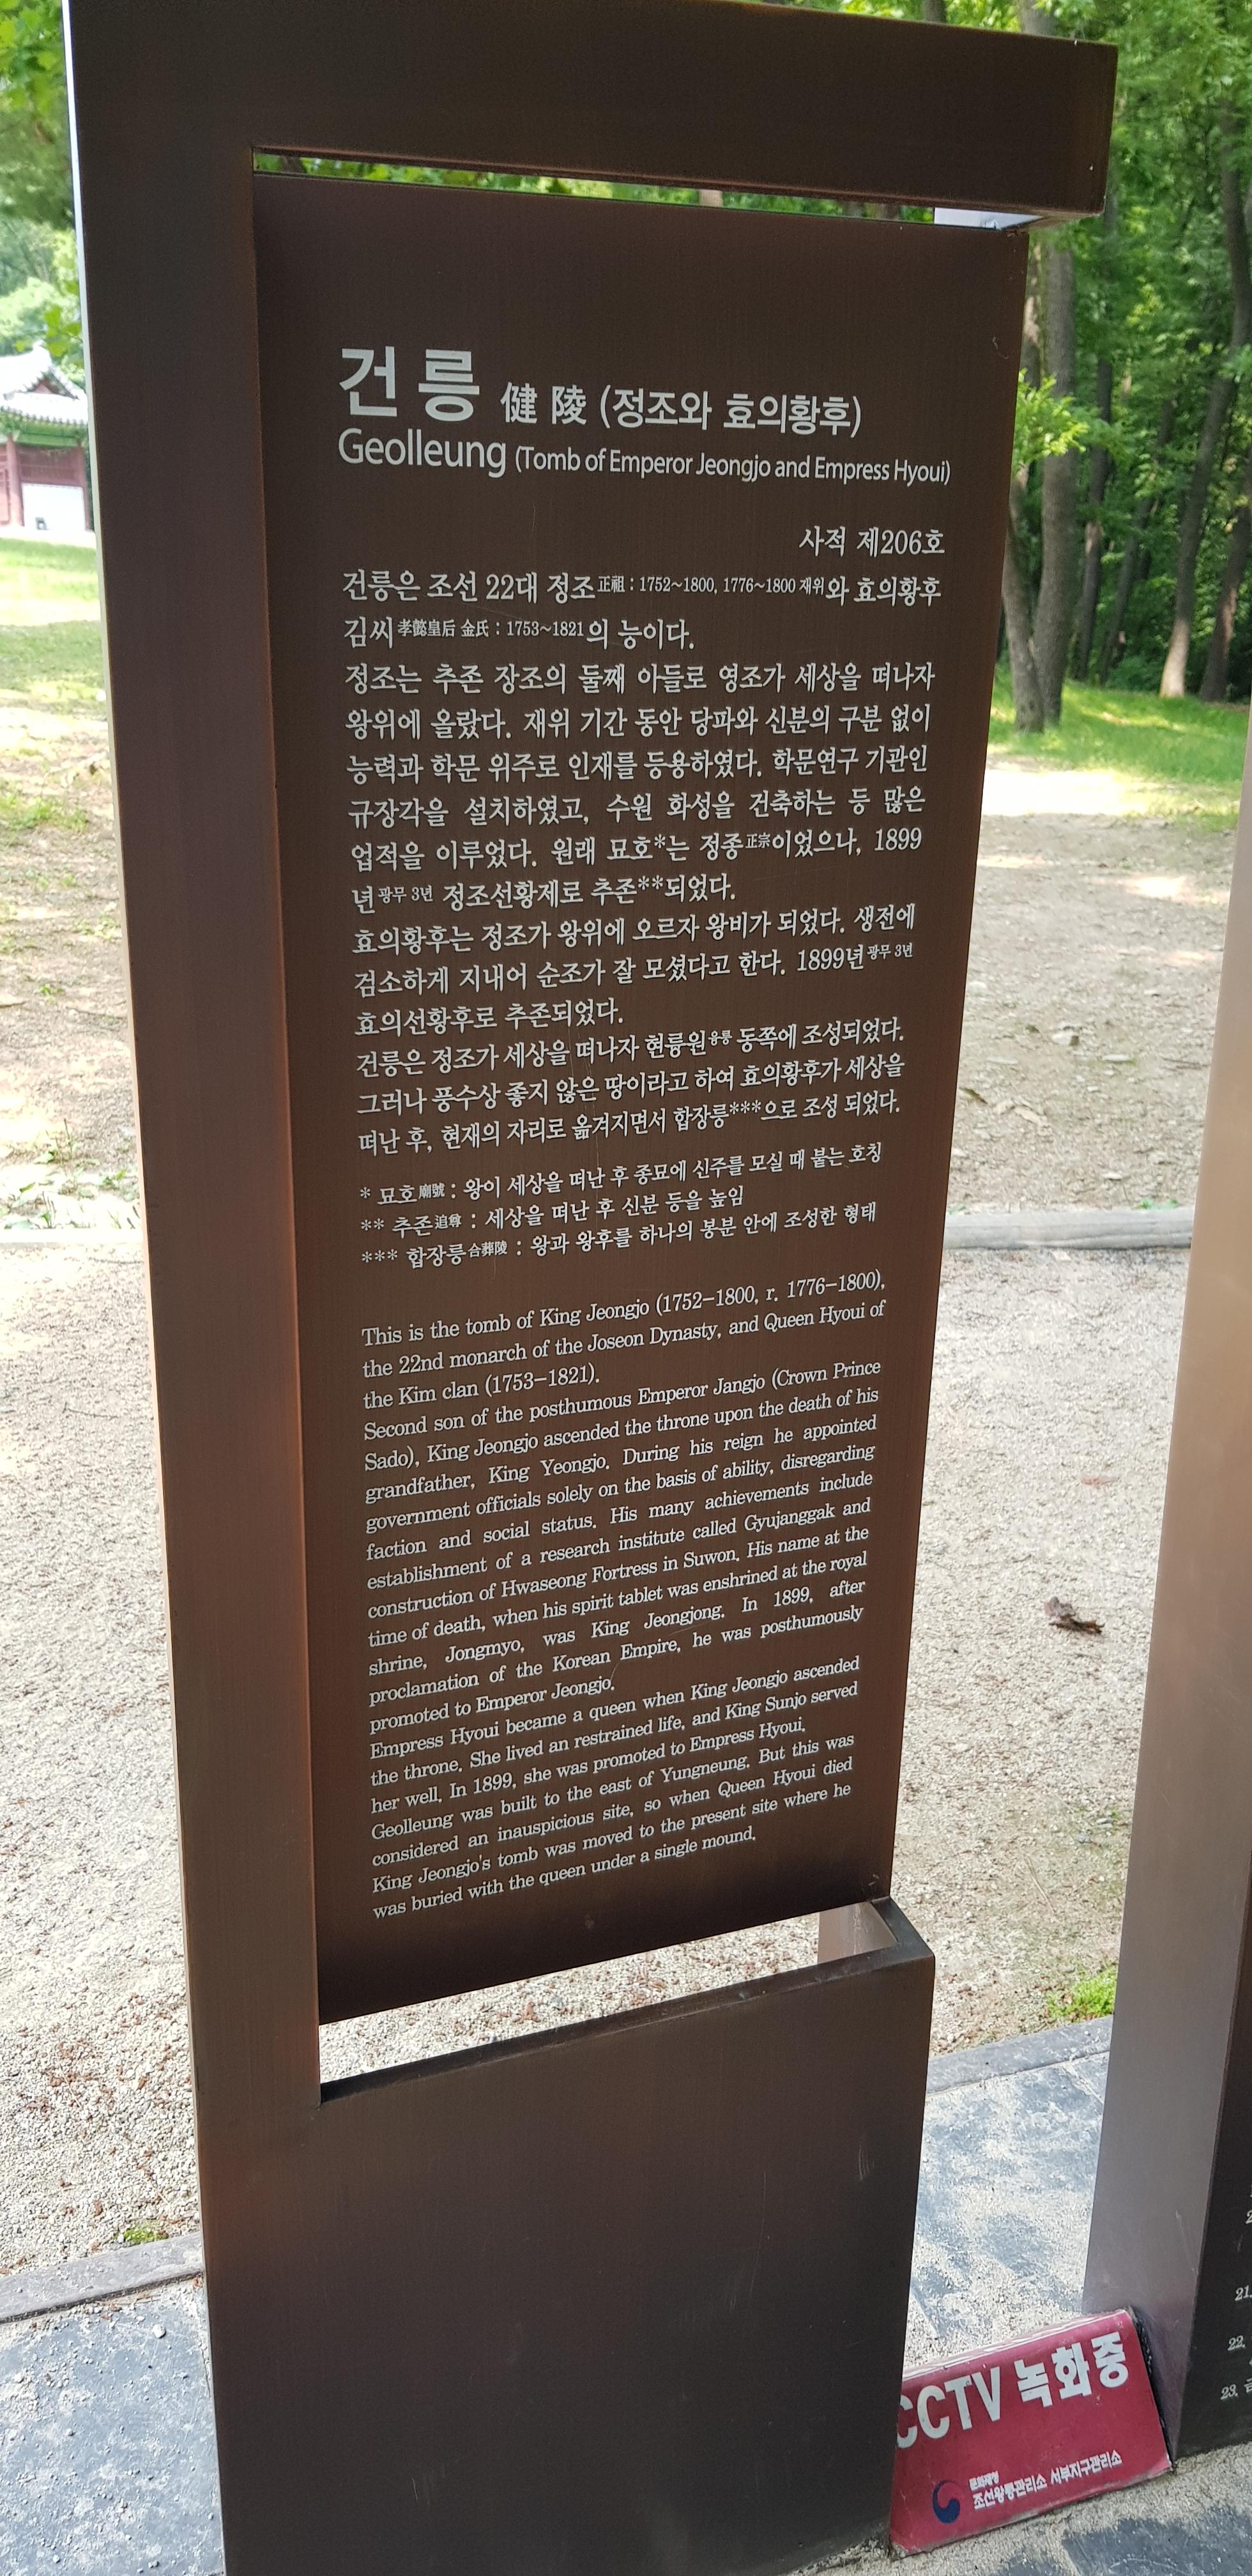 건릉 健陵 (정조와 효의황후)
Geolleung (Tomb of Emperor Jeongjo and Empress Hyoui)
사적 제206호
건릉은 조선 22대 정조正祖 : 1752~1800, 1776~1800 재위와 효의황후
김씨孝懿皇后 金氏 : 1753~1821의 능이다.
정조는 추존 장조의 둘째 아들로 영조가 세상을 떠나자
왕위에 올랐다. 재위 기간 동안 당파와 신분의 구분 없이
능력과 학문 위주로 인재를 등용하였다. 학문연구 기관인
규장각을 설치하였고, 수원 화성을 건축하는 등 많은
업적을 이루었다. 원래 묘호*는 정종正宗이었으나, 1899
년광무 3년 정조선황제로 추존**되었다.
효의황후는 정조가 왕위에 오르자 왕비가 되었다. 생전에
검소하게 지내어 순조가 잘 모셨다고 한다. 1899년광무 3년
효의선황후로 추존되었다.
건릉은 정조가 세상을 떠나자 현륭원융릉 동쪽에 조성되었다.
그러나 풍수상 좋지 않은 땅이라고 하여 효의황후가 세상을
떠난 후, 현재의 자리로 옮겨지면서 합장릉***으로 조성 되었다.
* 묘호廟號 : 왕이 세상을 떠난 후 종묘에 신주를 모실 때 붙는 호칭
** 추존追尊 : 세상을 떠난 후 신분 등을 높임
*** 합장릉合葬陵 : 왕과 왕후를 하나의 봉분 안에 조성한 형태
This is the tomb of King Jeongjo (1752-1800, r. 1776-1800),
the 22nd monarch of the Joseon Dynasty, and Queen Hyoui of
the Kim clan (1753-1821).
Second son of the posthumous Emperor Jangjo (Crown Prince
Sado), King Jeongjo ascended the throne upon the death of his
grandfather, King Yeongjo. During his reign he appointed
government officials solely on the basis of ability, disregarding
faction and social status. His many achievements include
establishment of a research institute called Gyujanggak and
construction of Hwaseong Fortress in Suwon. His name at the
time of death, when his spirit tablet was enshrined at the royal
shrine, Jongmyo, was King Jeongjong. In 1899, after
proclamation of the Korean Empire, he was posthumously
promoted to Emperor Jeongjo.
Empress Hyoui became a queen when King Jeongjo ascended
the throne. She lived an restrained life, and King Sunjo served
her well. In 1899, she was promoted to Empress Hyoui.
Geolleung was built to the east of Yungneung. But this was
considered an inauspicious site, so when Queen Hyoui died
King Jeongjo's tomb was moved to the present site where he
was buried with the queen under a single mound.
CCTV 녹화중
문화재청
조선왕릉관리소 서부지구관리소
21.
22.
23.